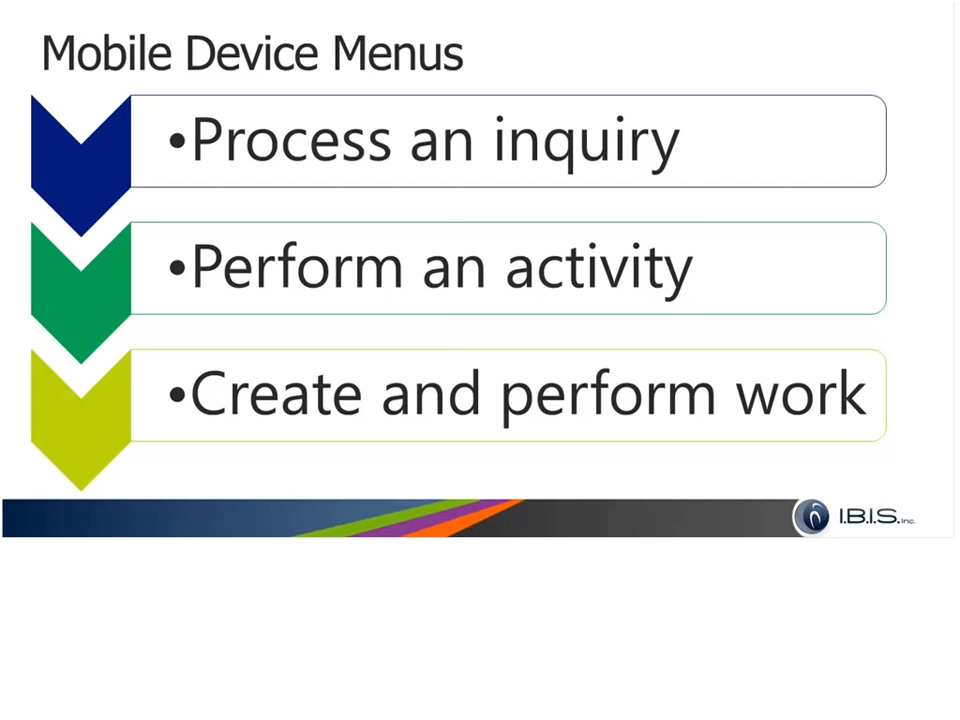 Mobile Device Menus
•Process an inquiry
•Perform an activity
•Create and perform work
I.B.I.S. Inc.